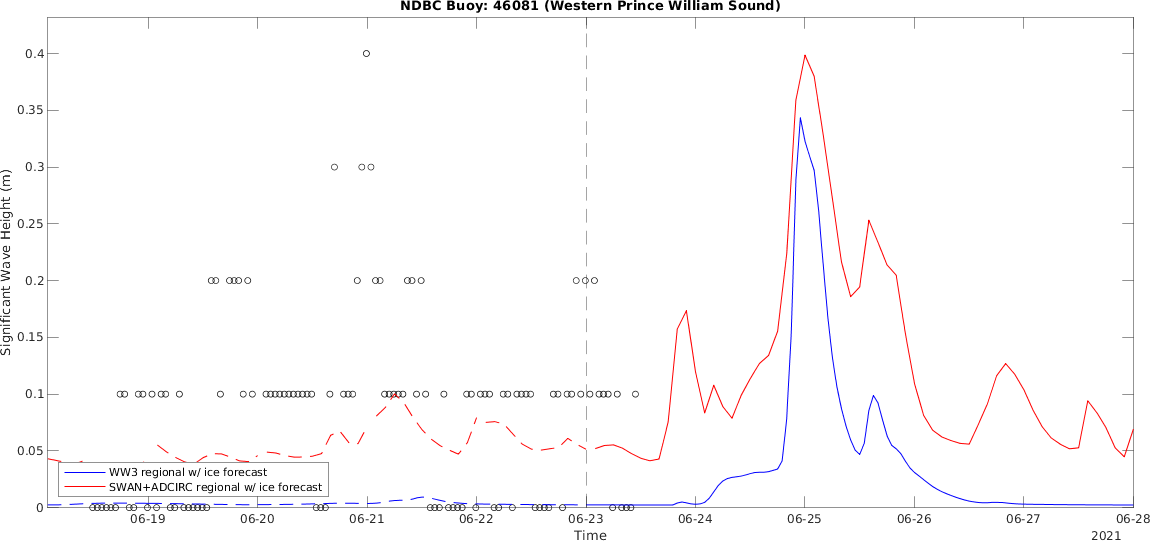 NDBC Buoy: 46081 (Western Prince William Sound)
Significant Wave Height (m)
0.4
0.35
0.3
0.25
0.2
0.15
0.1
0.05
0
WW3 regional w/ ice forecast
SWAN+ADCIRC regional w/ ice forecast
06-19 06-20 06-21 06-22 06-23 06-24 06-25 06-26 06-27 06-28
Time
2021